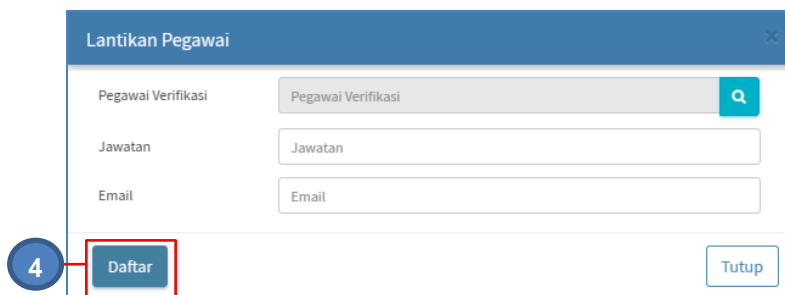 Lantikan Pegawai ×
Pegawai Verifikasi Pegawai Verifikasi
Jawatan Jawatan
Email Email
4 Daftar Tutup